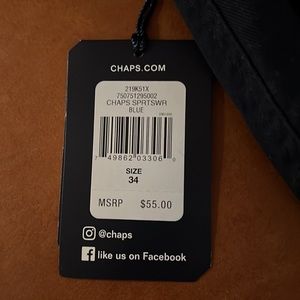 CHAPS.COM
219K51X
750751295002
CHAPS SPRTSWR
BLUE
7 49862 03306 0
SIZE
34
MSRP $55.00
@chaps
like us on Facebook